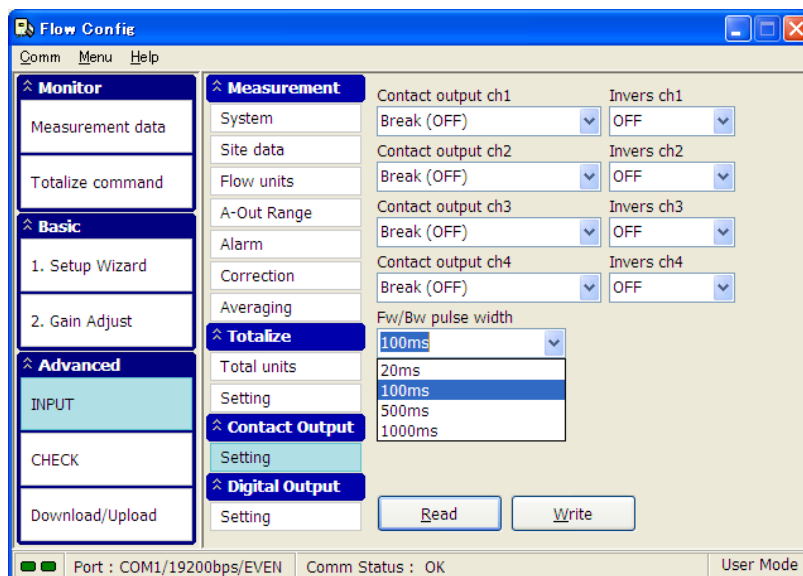 Flow Config
Comm Menu Help
Monitor
Measurement data
Totalize command
Basic
1. Setup Wizard
2. Gain Adjust
Advanced
INPUT
CHECK
Download/Upload
Measurement
System
Site data
Flow units
A-Out Range
Alarm
Correction
Averaging
Totalize
Total units
Setting
Contact Output
Setting
Digital Output
Setting
Contact output ch1 Invers ch1
Break (OFF) OFF
Contact output ch2 Invers ch2
Break (OFF) OFF
Contact output ch3 Invers ch3
Break (OFF) OFF
Contact output ch4 Invers ch4
Break (OFF) OFF
Fw/Bw pulse width
100ms
20ms
100ms
500ms
1000ms
Read Write
Port : COM1/19200bps/EVEN Comm Status : OK User Mode